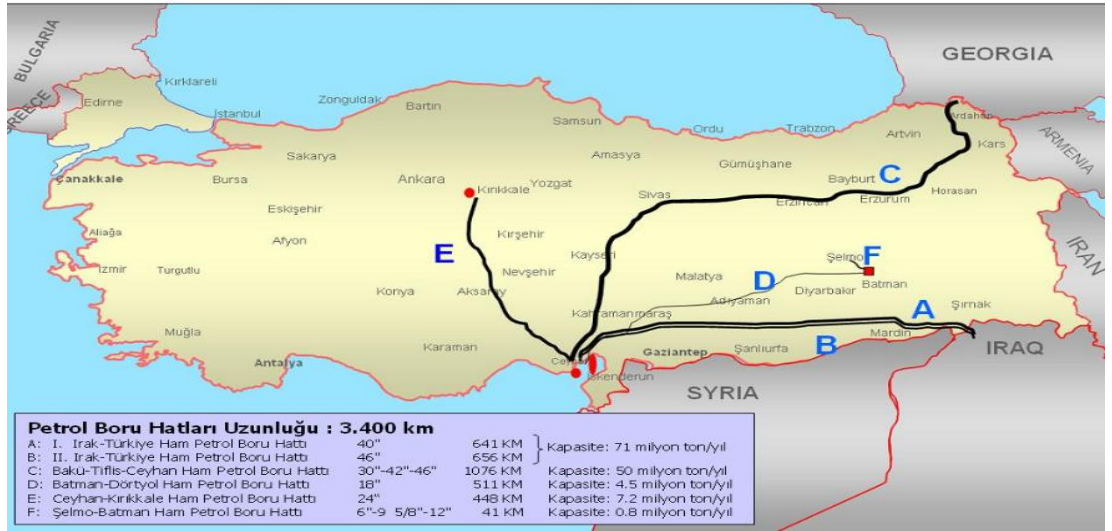 BULGARIA
GREECE
GEORGIA
ARMENIA
IRAN
IRAQ
SYRIA
Kırklareli
Edirne
İstanbul
Zonguldak
Bartın
Samsun
Ordu
Trabzon
Artvin
Ardahan
Kars
Sakarya
Amasya
Gümüşhane
Çanakkale
Bursa
Ankara
Kırıkkale
Yozgat
Sivas
Bayburt
C
Erzincan
Erzurum
Horasan
Eskişehir
Aliağa
Afyon
E
Kırşehir
Kayseri
Şelmo
F
İzmir
Turgutlu
Nevşehir
Malatya
D
Diyarbakır
Batman
Konya
Aksaray
Adıyaman
Şırnak
A
Kahramanmaraş
Muğla
Karaman
Mardin
B
Antalya
Gaziantep
Şanlıurfa
İskenderun
Petrol Boru Hatları Uzunluğu : 3.400 km
A: I. Irak-Türkiye Ham Petrol Boru Hattı 40" 641 KM
B: II. Irak-Türkiye Ham Petrol Boru Hattı 46" 656 KM
Kapasite: 71 milyon ton/yıl
C: Bakü-Tiflis-Ceyhan Ham Petrol Boru Hattı 30"-42"-46" 1076 KM Kapasite: 50 milyon ton/yıl
D: Batman-Dörtyol Ham Petrol Boru Hattı 18" 511 KM Kapasite: 4.5 milyon ton/yıl
E: Ceyhan-Kırıkkale Ham Petrol Boru Hattı 24" 448 KM Kapasite: 7.2 milyon ton/yıl
F: Şelmo-Batman Ham Petrol Boru Hattı 6"-9 5/8"-12" 41 KM Kapasite: 0.8 milyon ton/yıl